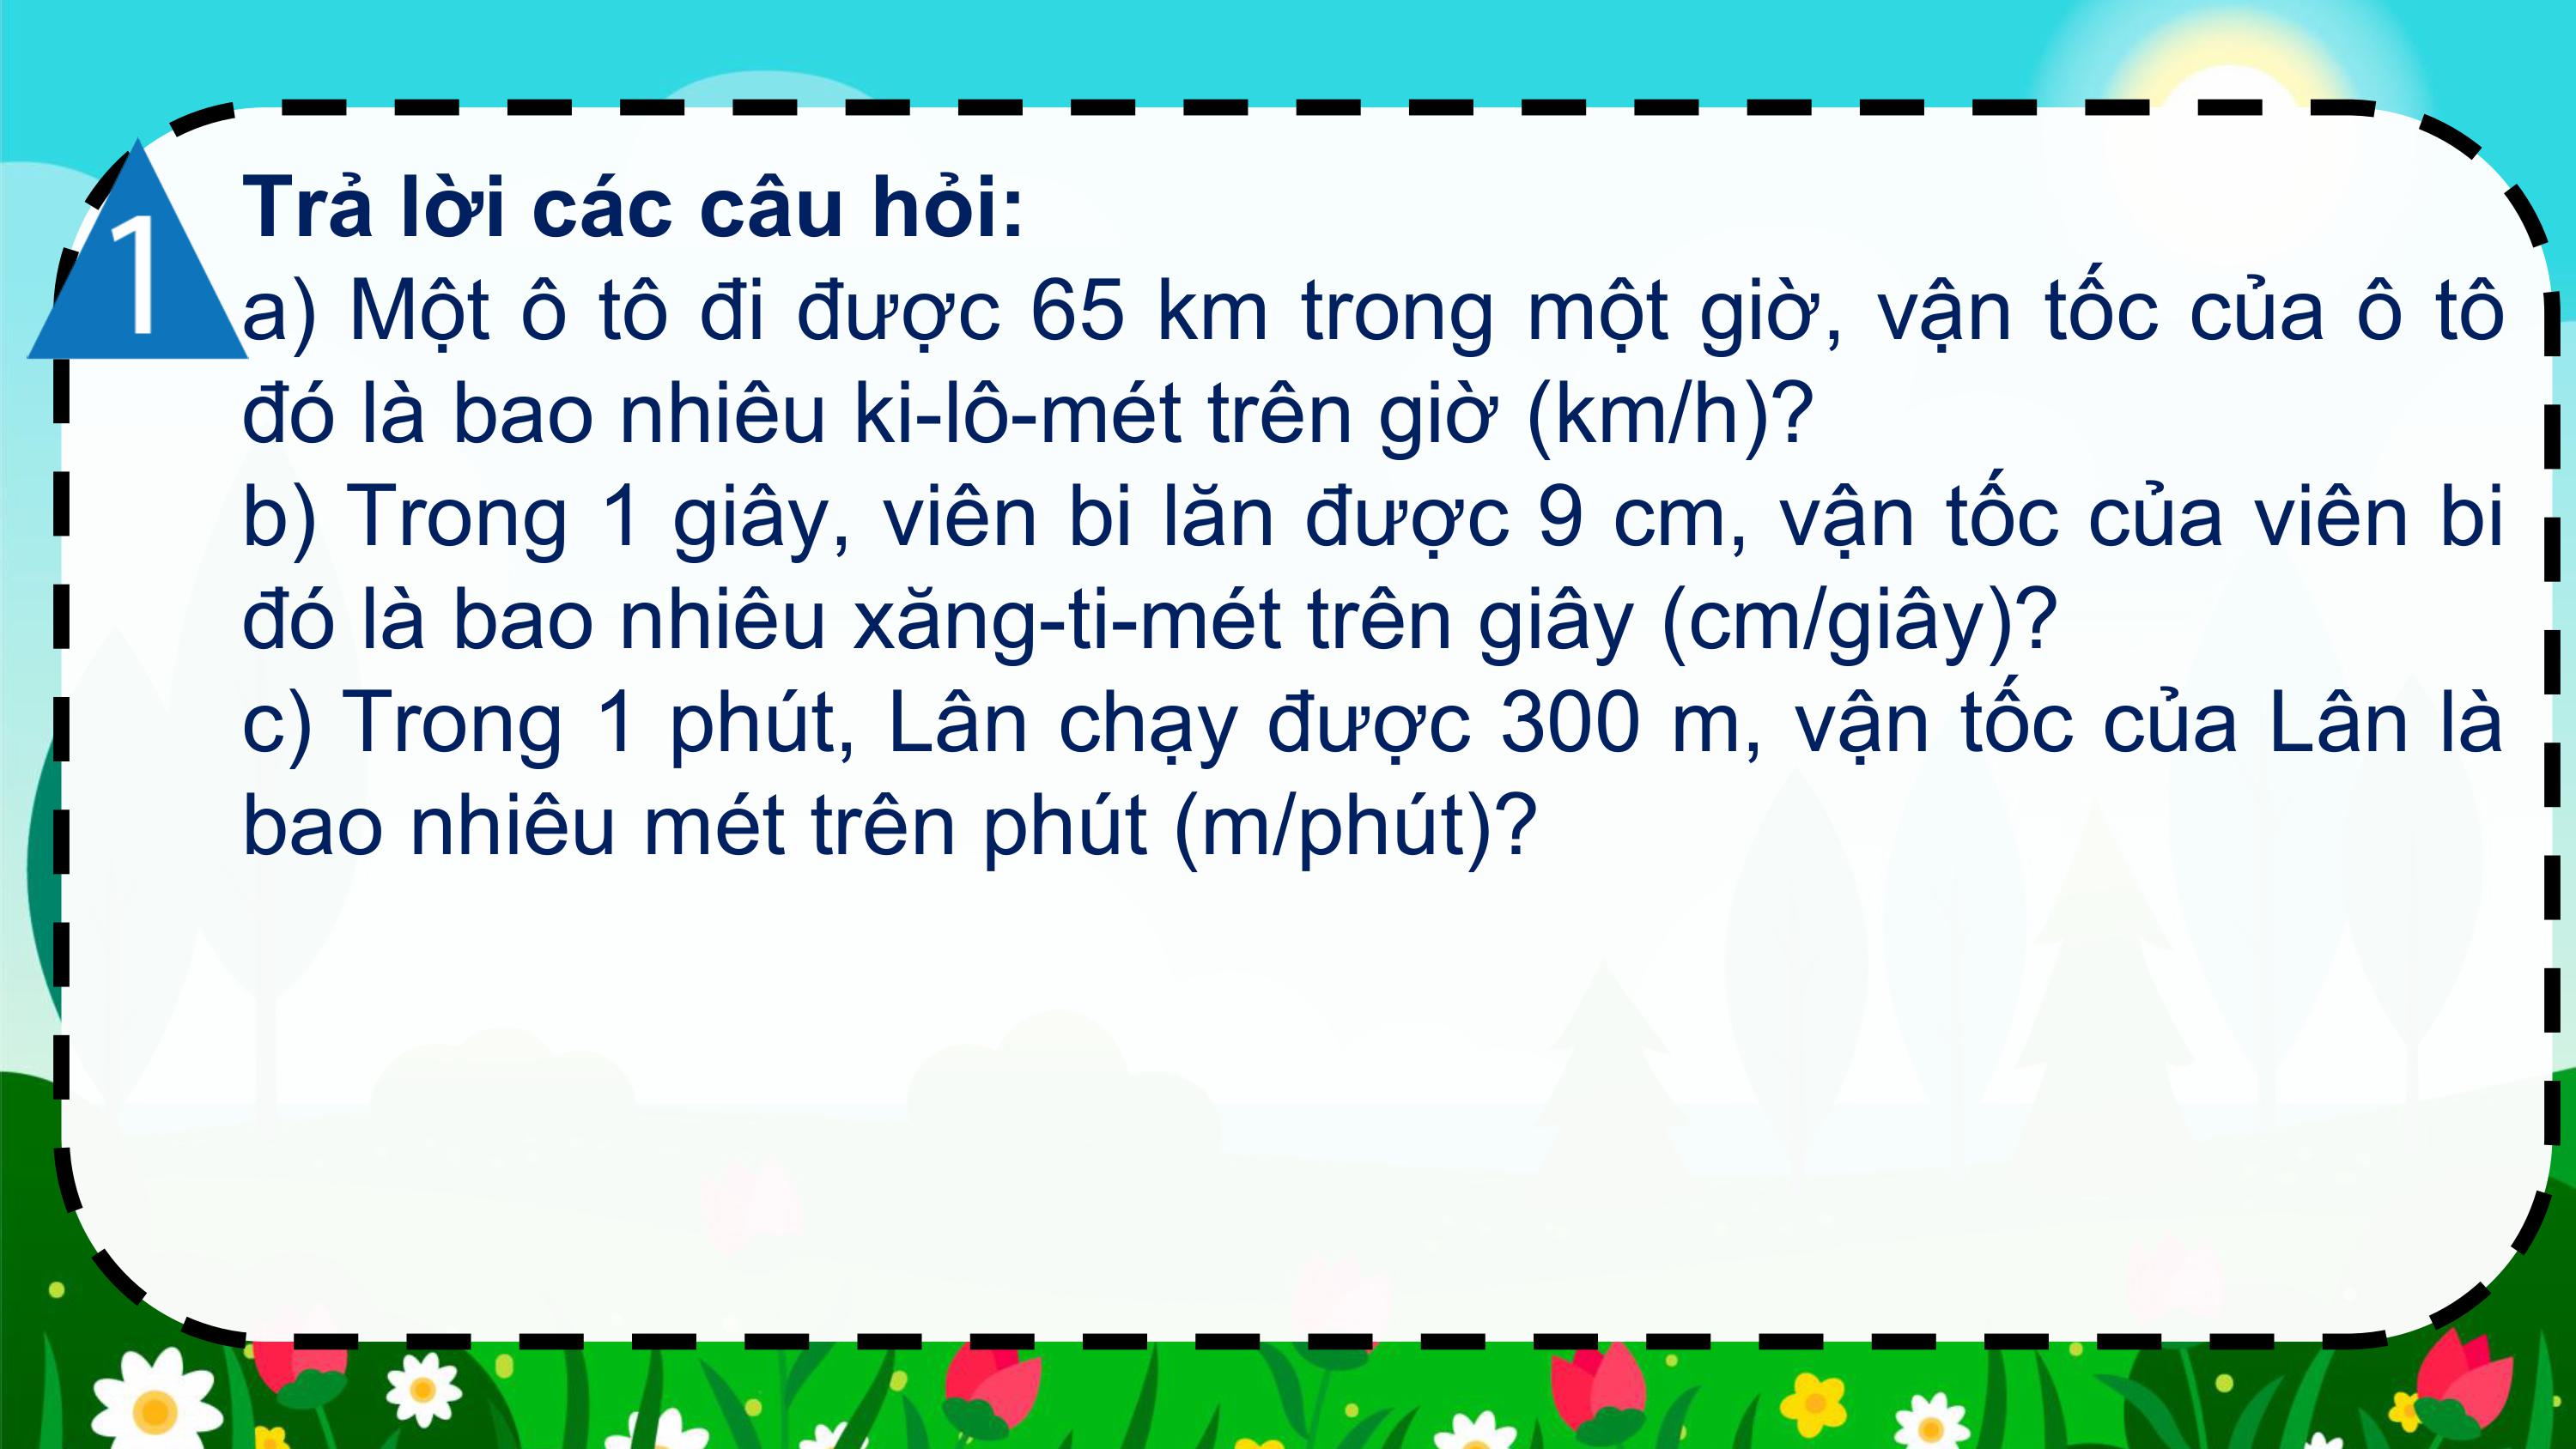 1
Trả lời các câu hỏi:
a) Một ô tô đi được 65 km trong một giờ, vận tốc của ô tô
đó là bao nhiêu ki-lô-mét trên giờ (km/h)?
b) Trong 1 giây, viên bi lăn được 9 cm, vận tốc của viên bi
đó là bao nhiêu xăng-ti-mét trên giây (cm/giây)?
c) Trong 1 phút, Lân chạy được 300 m, vận tốc của Lân là
bao nhiêu mét trên phút (m/phút)?